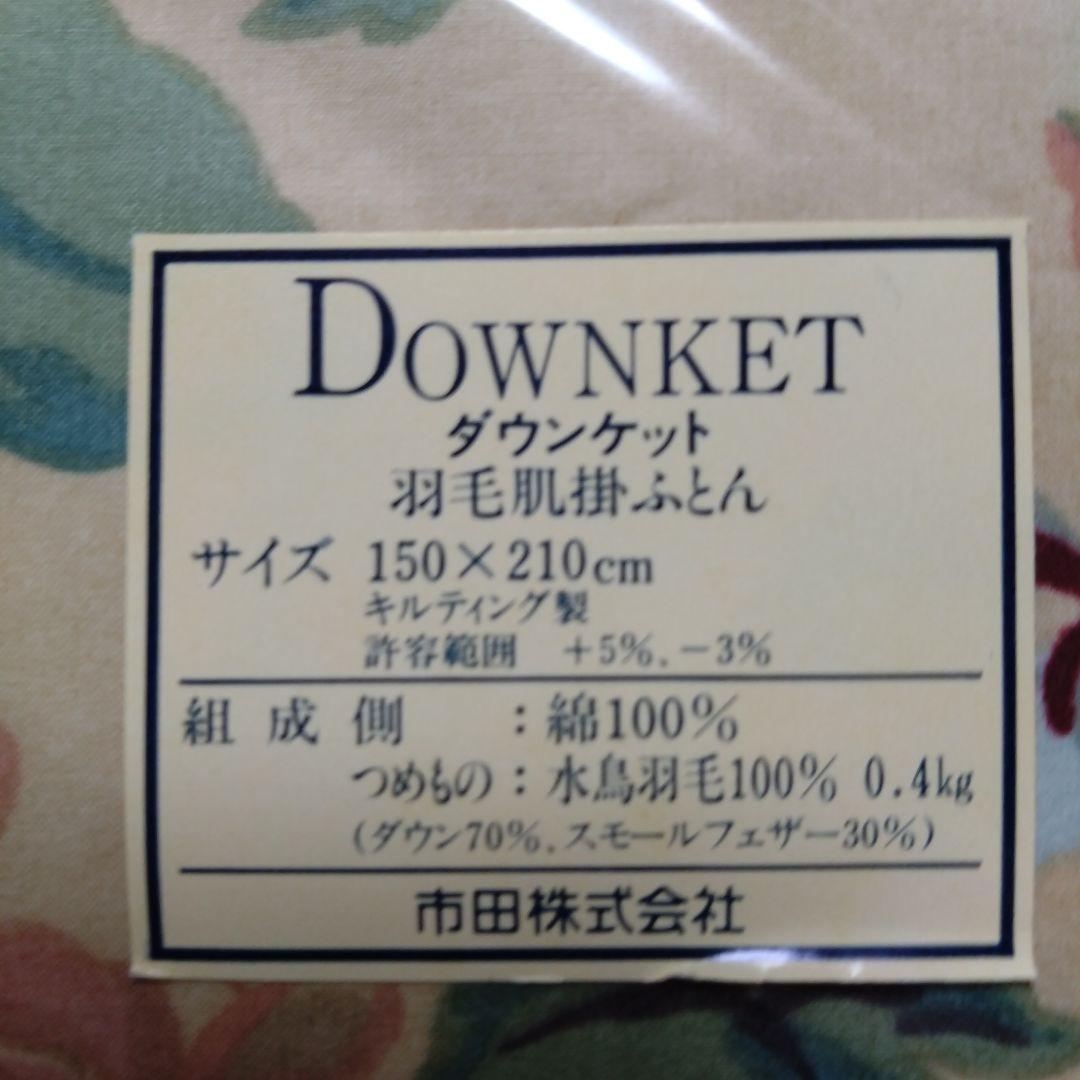 DOWNKET
ダウンケット
羽毛肌掛ふとん
サイズ 150×210cm
キルティング製
許容範囲 +5%、-3%
組成 側 : 綿100%
つめもの : 水鳥羽毛100% 0.4kg
(ダウン70%、スモールフェザー30%)
市田株式会社